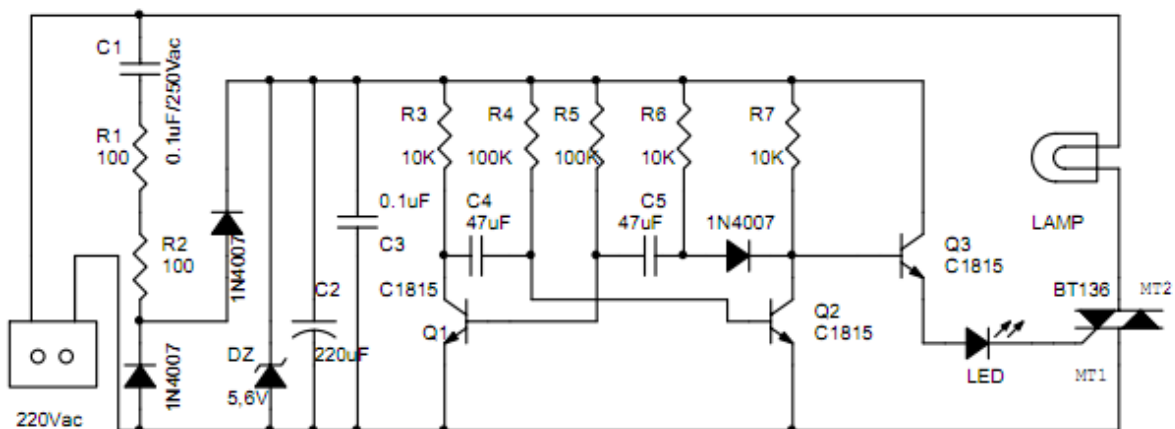 C1
0.1uF/250Vac
R1
100
R2
100
1N4007
1N4007
220Vac
DZ
5,6V
C2
220uF
0.1uF
C3
R3
10K
R4
100K
R5
100K
R6
10K
R7
10K
C4
47uF
C5
47uF
1N4007
C1815
Q1
Q2
C1815
Q3
C1815
LED
LAMP
BT136
MT2
MT1